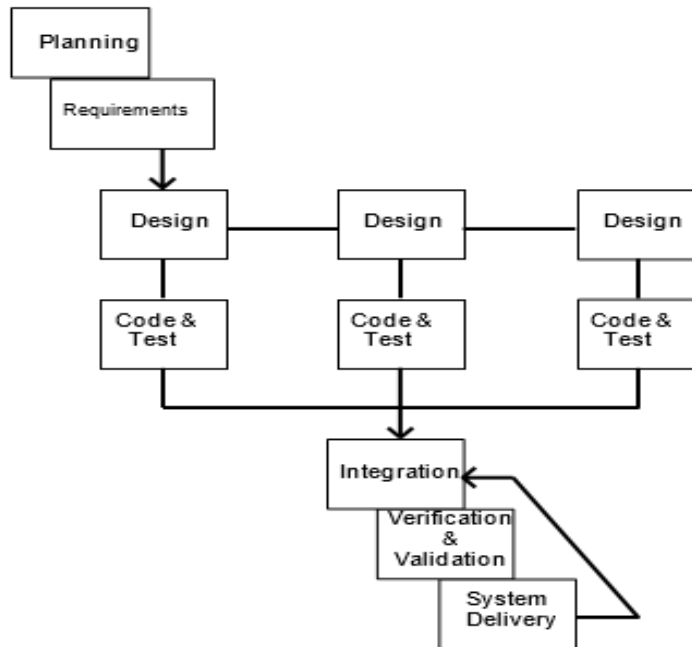 Planning
Requirements
Design
Design
Design
Code &
Test
Code &
Test
Code &
Test
Integration
Verification
&
Validation
System
Delivery